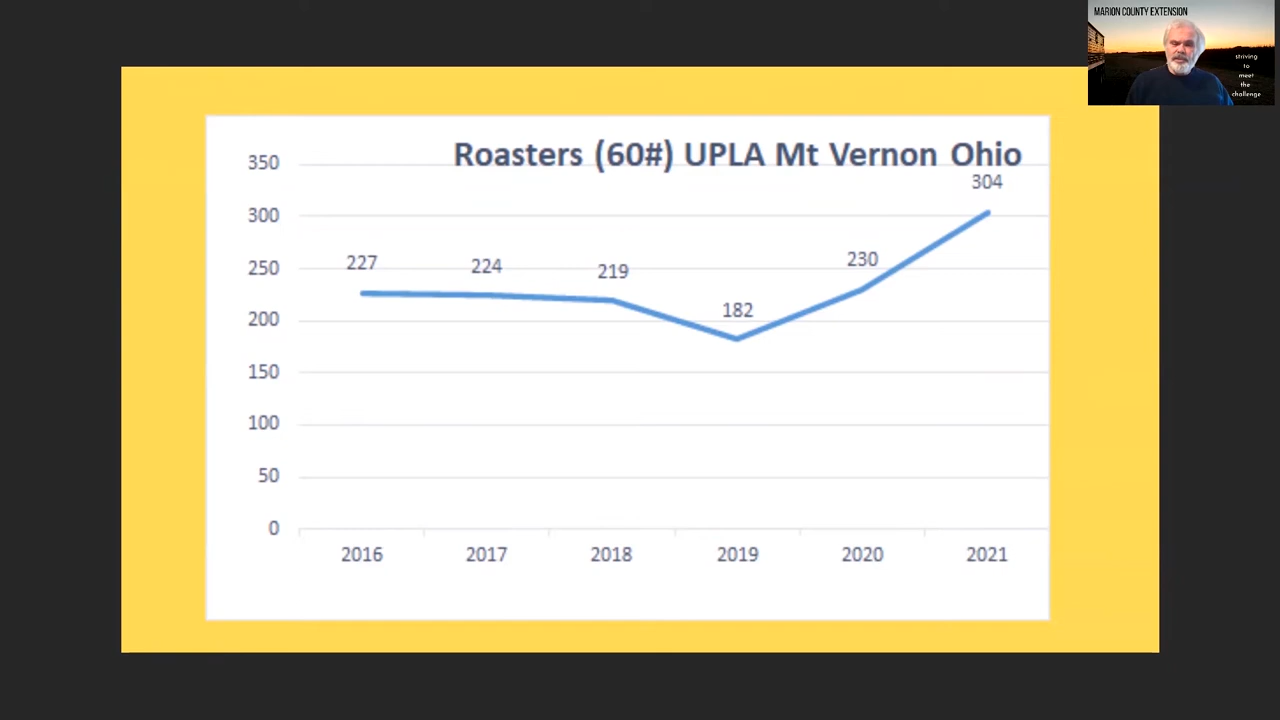 MARION COUNTY EXTENSION
striving
to
meet
the
challenge
Roasters (60#) UPLA Mt Vernon Ohio
350
300
250
200
150
100
50
0
227
224
219
182
230
304
2016
2017
2018
2019
2020
2021